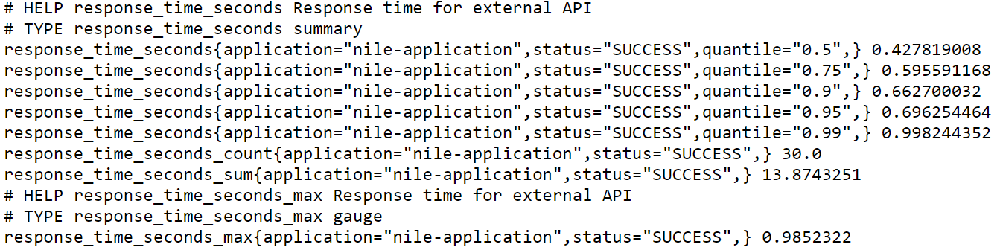 # HELP response_time_seconds Response time for external API
# TYPE response_time_seconds summary
response_time_seconds{application="nile-application",status="SUCCESS",quantile="0.5",} 0.427819008
response_time_seconds{application="nile-application",status="SUCCESS",quantile="0.75",} 0.595591168
response_time_seconds{application="nile-application",status="SUCCESS",quantile="0.9",} 0.662700032
response_time_seconds{application="nile-application",status="SUCCESS",quantile="0.95",} 0.696254464
response_time_seconds{application="nile-application",status="SUCCESS",quantile="0.99",} 0.998244352
response_time_seconds_count{application="nile-application",status="SUCCESS",} 30.0
response_time_seconds_sum{application="nile-application",status="SUCCESS",} 13.8743251
# HELP response_time_seconds_max Response time for external API
# TYPE response_time_seconds_max gauge
response_time_seconds_max{application="nile-application",status="SUCCESS",} 0.9852322